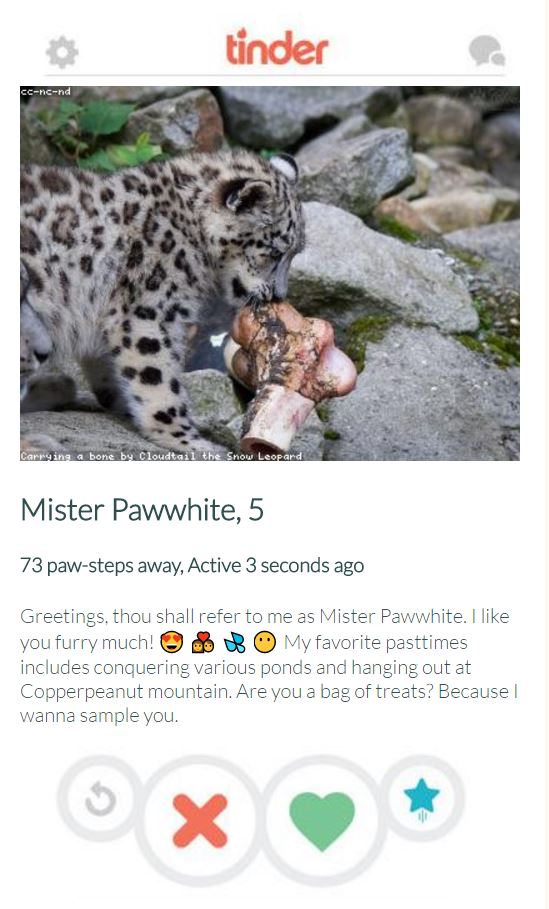 tinder
cc-nc-nd
Carrying a bone by Cloudtail the Snow Leopard
Mister Pawwhite, 5
73 paw-steps away, Active 3 seconds ago
Greetings, thou shall refer to me as Mister Pawwhite. I like
you furry much! 😍 💑 💦 😶 My favorite pasttimes
includes conquering various ponds and hanging out at
Copperpeanut mountain. Are you a bag of treats? Because I
wanna sample you.